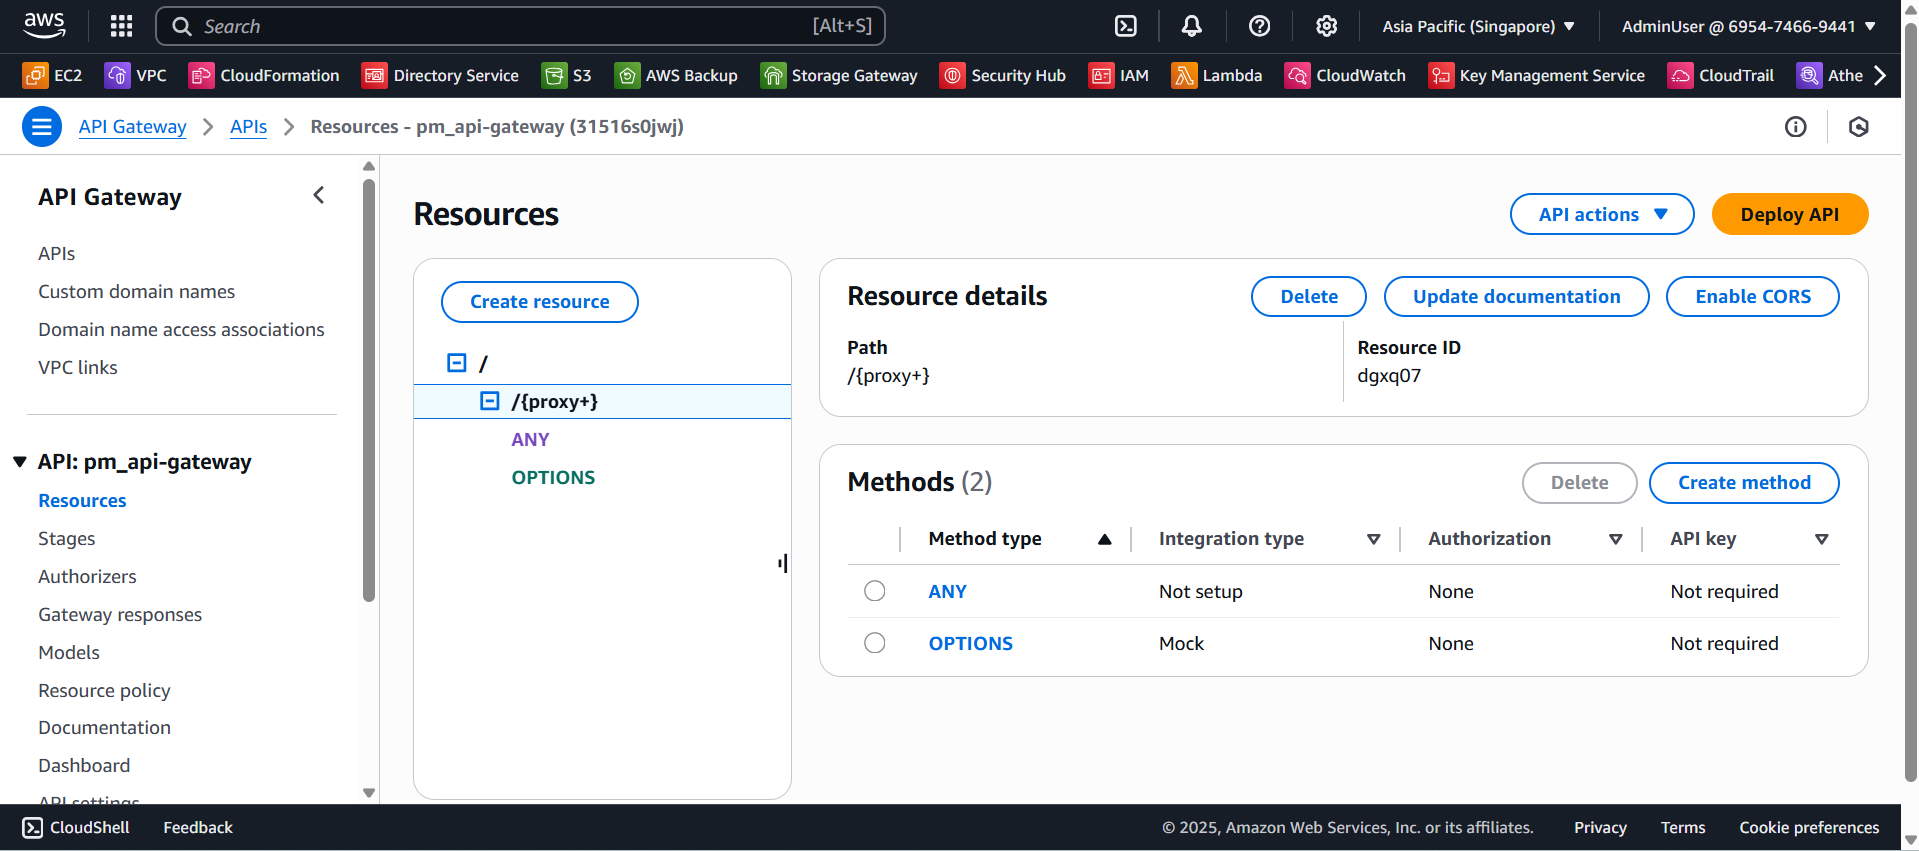 aws
Search [Alt+S]
Asia Pacific (Singapore)
AdminUser @ 6954-7466-9441
EC2 VPC CloudFormation Directory Service S3 AWS Backup Storage Gateway Security Hub IAM Lambda CloudWatch Key Management Service CloudTrail Athe
API Gateway APIs Resources - pm_api-gateway (31516s0jwj)
API Gateway
APIs
Custom domain names
Domain name access associations
VPC links
API: pm_api-gateway
Resources
Stages
Authorizers
Gateway responses
Models
Resource policy
Documentation
Dashboard
API settings
Resources
API actions
Deploy API
Create resource
/
/{proxy+}
ANY
OPTIONS
Resource details
Delete
Update documentation
Enable CORS
Path
/{proxy+}
Resource ID
dgxq07
Methods (2)
Delete
Create method
Method type Integration type Authorization API key
ANY Not setup None Not required
OPTIONS Mock None Not required
CloudShell Feedback © 2025, Amazon Web Services, Inc. or its affiliates. Privacy Terms Cookie preferences